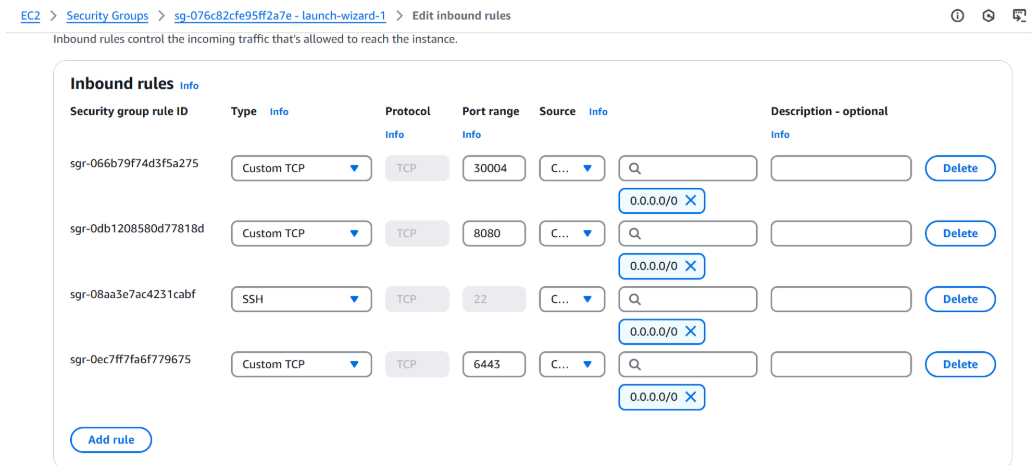 EC2 > Security Groups > sg-076c82cfe95ff2a7e - launch-wizard-1 > Edit inbound rules
Inbound rules control the incoming traffic that's allowed to reach the instance.
Inbound rules Info
Security group rule ID Type Info Protocol Info Port range Info Source Info Description - optional Info
sgr-066b79f74d3f5a275 Custom TCP TCP 30004 C... Delete
0.0.0.0/0
sgr-0db1208580d77818d Custom TCP TCP 8080 C... Delete
0.0.0.0/0
sgr-08aa3e7ac4231cabf SSH TCP 22 C... Delete
0.0.0.0/0
sgr-0ec7ff7fa6f779675 Custom TCP TCP 6443 C... Delete
0.0.0.0/0
Add rule